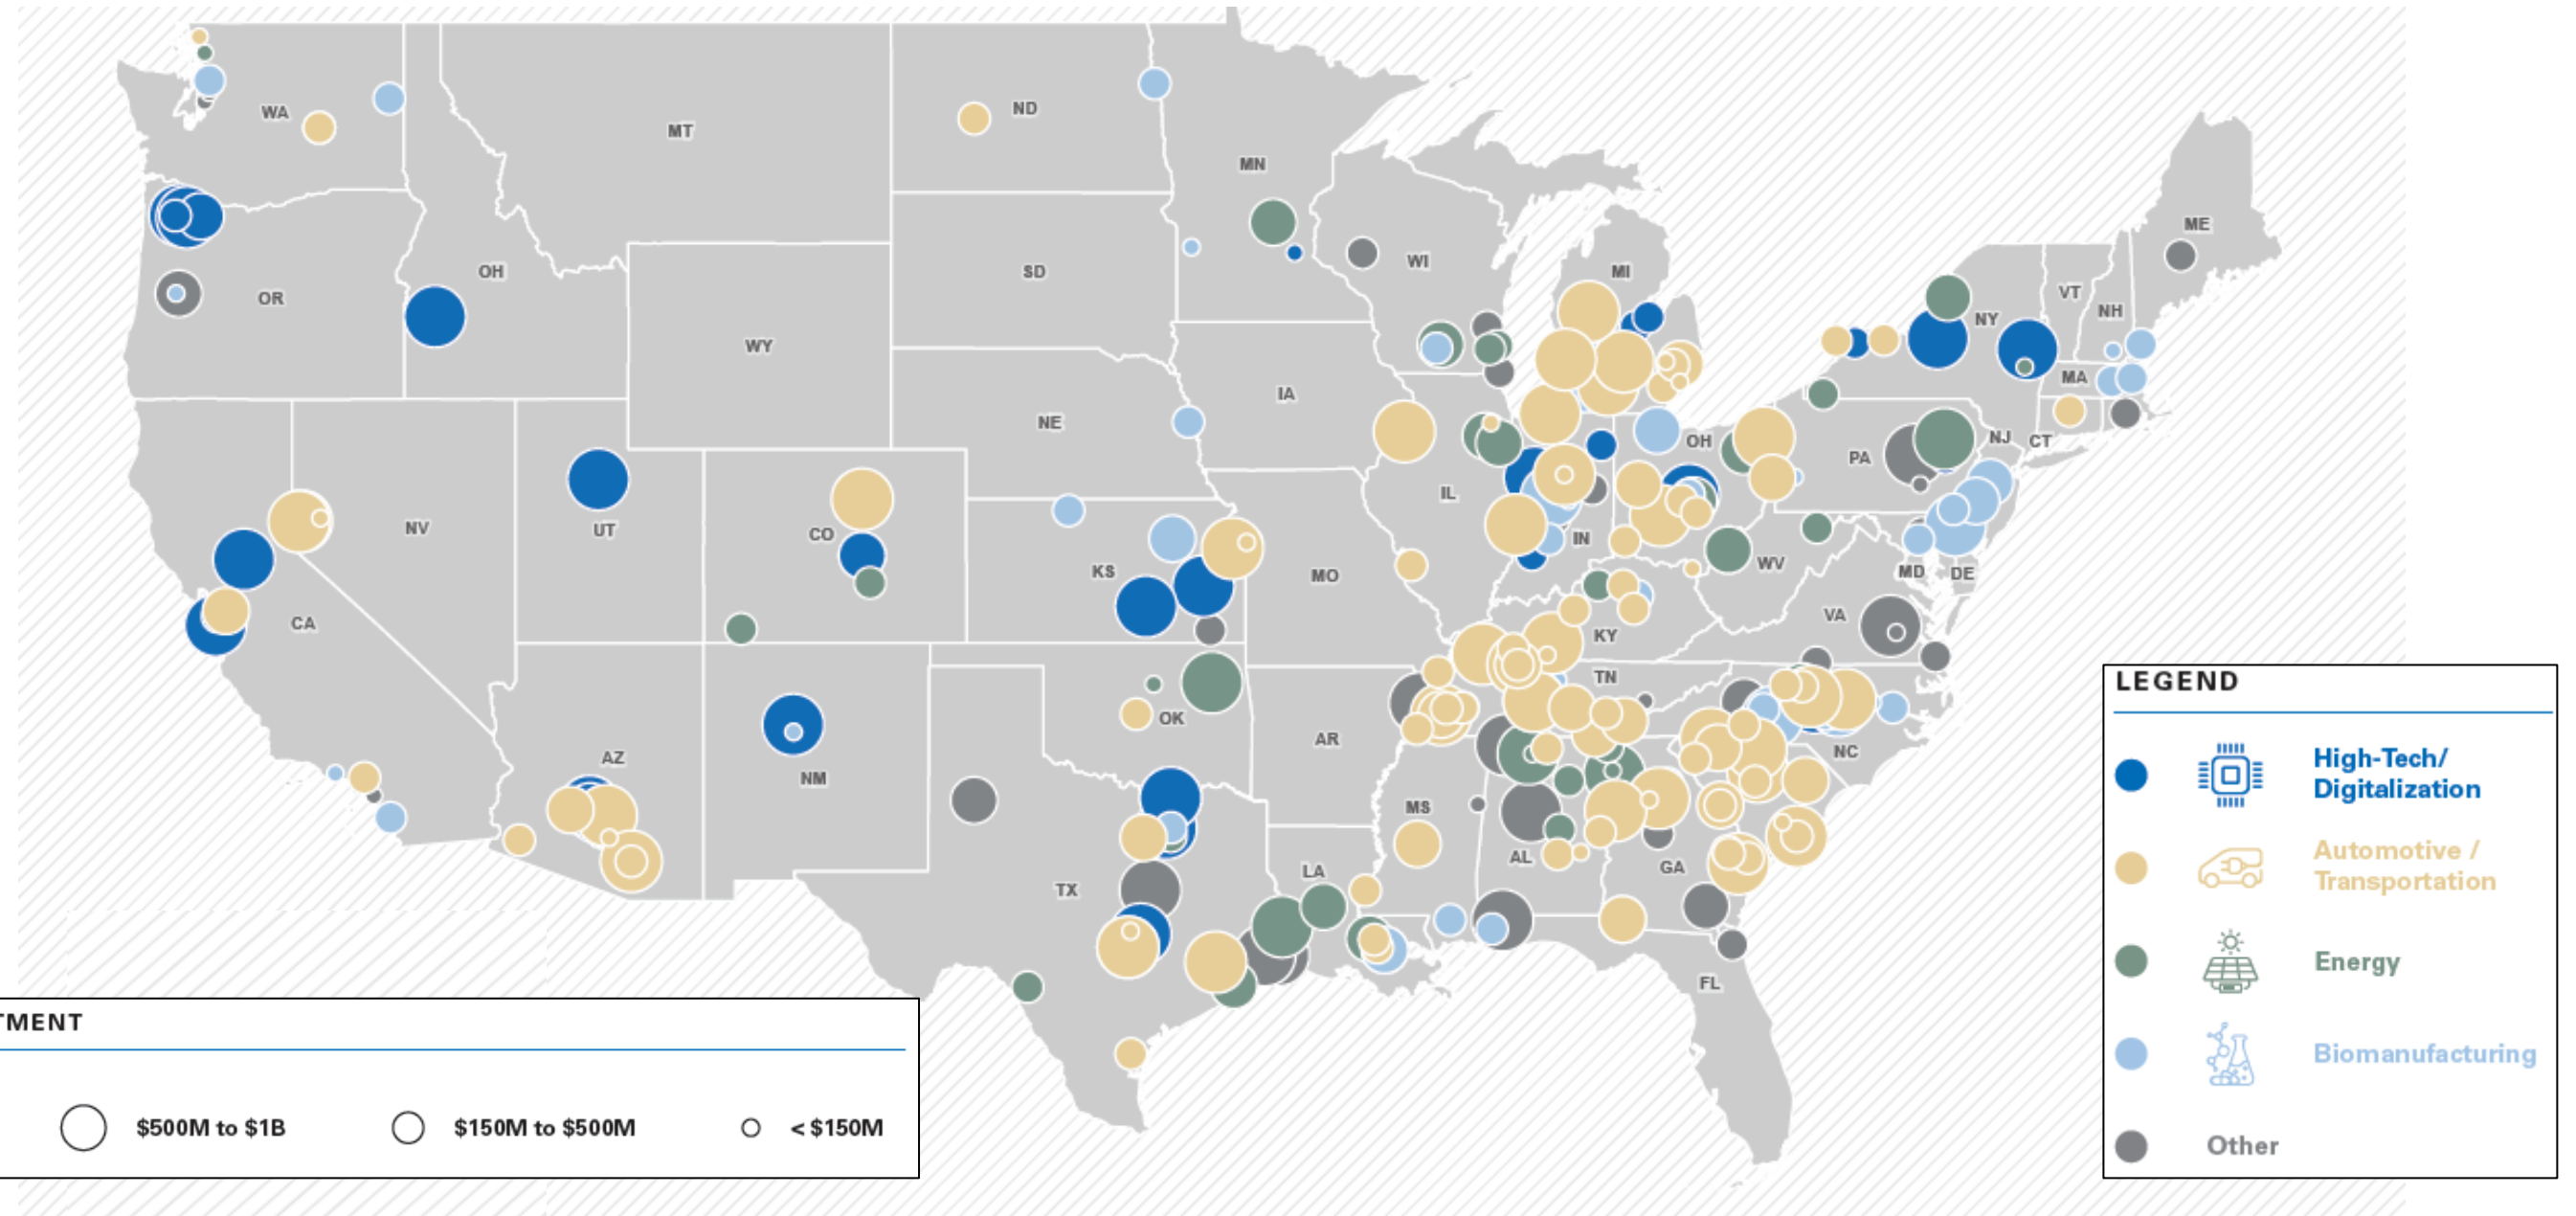 WA
MT
ND
MN
OH
OR
SD
WI
MI
ME
VT
NH
NY
WY
MA
IA
NE
OH
NJ
CT
PA
IL
NV
UT
CO
IN
KS
MO
WV
MD
DE
CA
VA
KY
TN
OK
AZ
NM
AR
NC
MS
AL
GA
LA
TX
FL
LEGEND
High-Tech/
Digitalization
Automotive /
Transportation
Energy
Biomanufacturing
Other
TMENT
$500M to $1B
$150M to $500M
< $150M